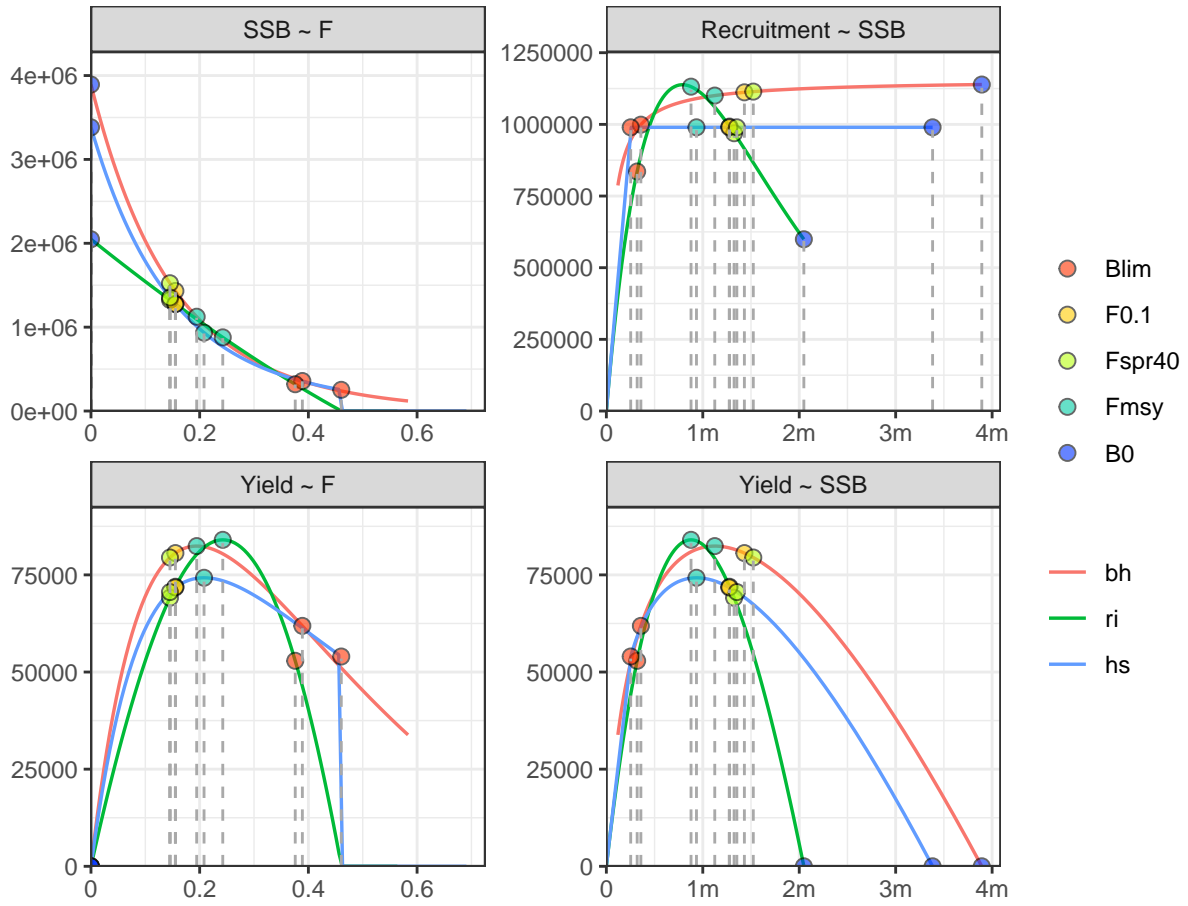 SSB ~ F
Recruitment ~ SSB
4e+06
3e+06
2e+06
1e+06
0e+00
0 0.2 0.4 0.6
1250000
1000000
750000
500000
250000
0
0 1m 2m 3m 4m
Yield ~ F
Yield ~ SSB
75000
50000
25000
0
0 0.2 0.4 0.6
75000
50000
25000
0
0 1m 2m 3m 4m
Blim
F0.1
Fspr40
Fmsy
B0
bh
ri
hs